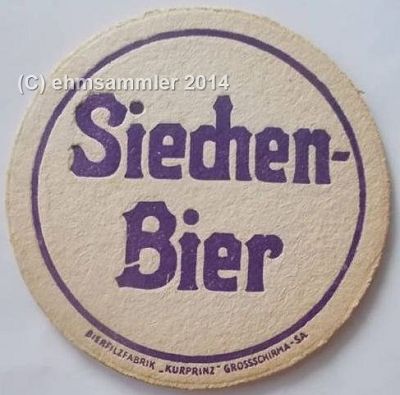 (C) ehmsammler 2014
Siechen-
Bier
BIERFILZFABRIK „KURPRINZ" GROSSSCHIRMA-SA.